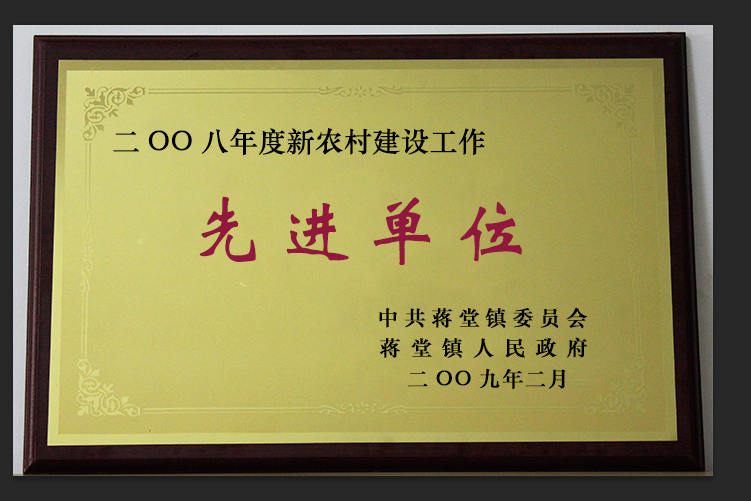 二OO八年度新农村建设工作
先进单位
中共蒋堂镇委员会
蒋堂镇人民政府
二OO九年二月